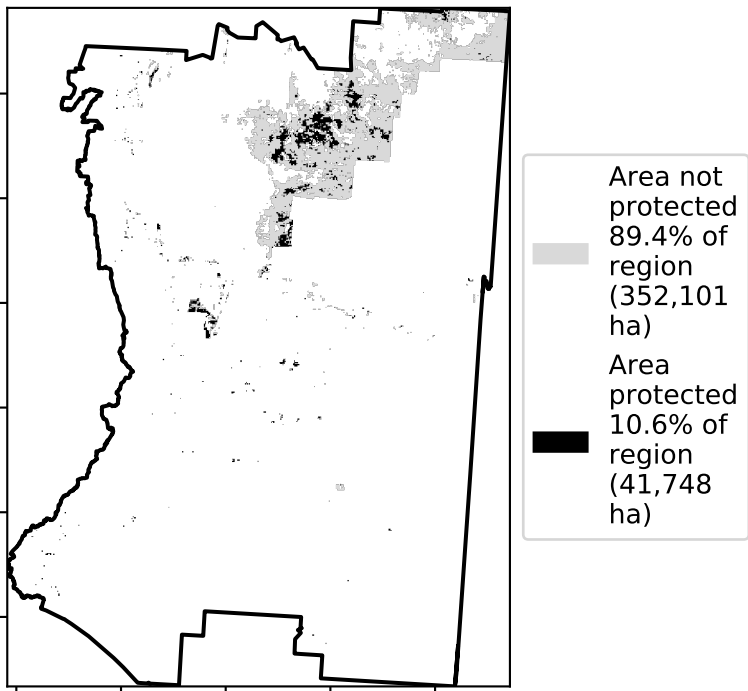 Area not
protected
89.4% of
region
(352,101
ha)
Area
protected
10.6% of
region
(41,748
ha)